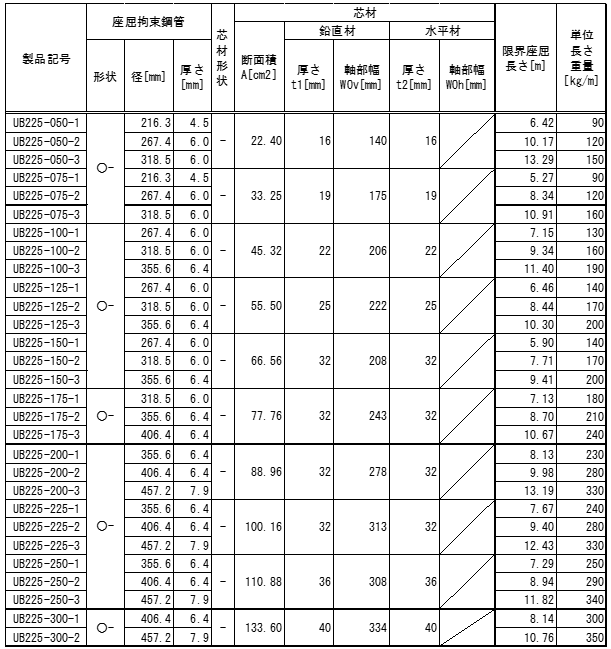 製品記号 座屈拘束鋼管 芯材形状 芯材 限界座屈長さ[m] 単位長さ重量[kg/m]
断面積A[cm2] 鉛直材 水平材
形状 径[mm] 厚さ[mm] 厚さt1[mm] 軸部幅W0v[mm] 厚さt2[mm] 軸部幅W0h[mm]
UB225-050-1 216.3 4.5 6.42 90
UB225-050-2 267.4 6.0 - 22.40 16 140 16 10.17 120
UB225-050-3 ○- 318.5 6.0 13.29 150
UB225-075-1 216.3 4.5 5.27 90
UB225-075-2 267.4 6.0 - 33.25 19 175 19 8.34 120
UB225-075-3 318.5 6.0 10.91 160
UB225-100-1 267.4 6.0 7.15 130
UB225-100-2 318.5 6.0 - 45.32 22 206 22 9.34 160
UB225-100-3 355.6 6.4 11.40 190
UB225-125-1 267.4 6.0 6.46 140
UB225-125-2 ○- 318.5 6.0 - 55.50 25 222 25 8.44 170
UB225-125-3 355.6 6.4 10.30 200
UB225-150-1 267.4 6.0 5.90 140
UB225-150-2 318.5 6.0 - 66.56 32 208 32 7.71 170
UB225-150-3 355.6 6.4 9.41 200
UB225-175-1 318.5 6.0 7.13 180
UB225-175-2 ○- 355.6 6.4 - 77.76 32 243 32 8.70 210
UB225-175-3 406.4 6.4 10.67 240
UB225-200-1 355.6 6.4 8.13 230
UB225-200-2 406.4 6.4 - 88.96 32 278 32 9.98 280
UB225-200-3 457.2 7.9 13.19 330
UB225-225-1 355.6 6.4 7.67 240
UB225-225-2 ○- 406.4 6.4 - 100.16 32 313 32 9.40 280
UB225-225-3 457.2 7.9 12.43 330
UB225-250-1 355.6 6.4 7.29 250
UB225-250-2 406.4 6.4 - 110.88 36 308 36 8.94 290
UB225-250-3 457.2 7.9 11.82 340
UB225-300-1 ○- 406.4 6.4 - 133.60 40 334 40 8.14 300
UB225-300-2 457.2 7.9 10.76 350